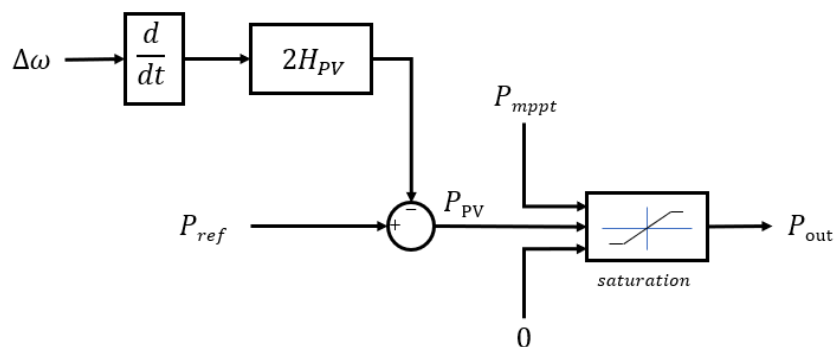 Δω
d
dt
2H_PV
P_mppt
P_ref
+
−
P_PV
saturation
P_out
0